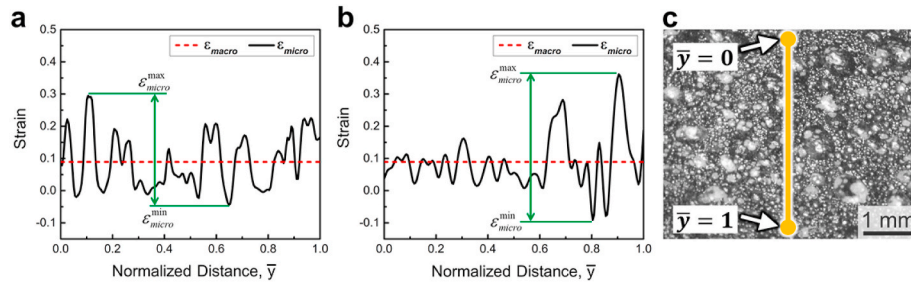 a
0.5
0.4
0.3
0.2
0.1
0.0
-0.1
Strain
ε_macro ε_micro
ε_micro^max
ε_micro^min
0.0 0.2 0.4 0.6 0.8 1.0
Normalized Distance, ȳ
b
0.5
0.4
0.3
0.2
0.1
0.0
-0.1
Strain
ε_macro ε_micro
ε_micro^max
ε_micro^min
0.0 0.2 0.4 0.6 0.8 1.0
Normalized Distance, ȳ
c
ȳ = 0
ȳ = 1
1 mm